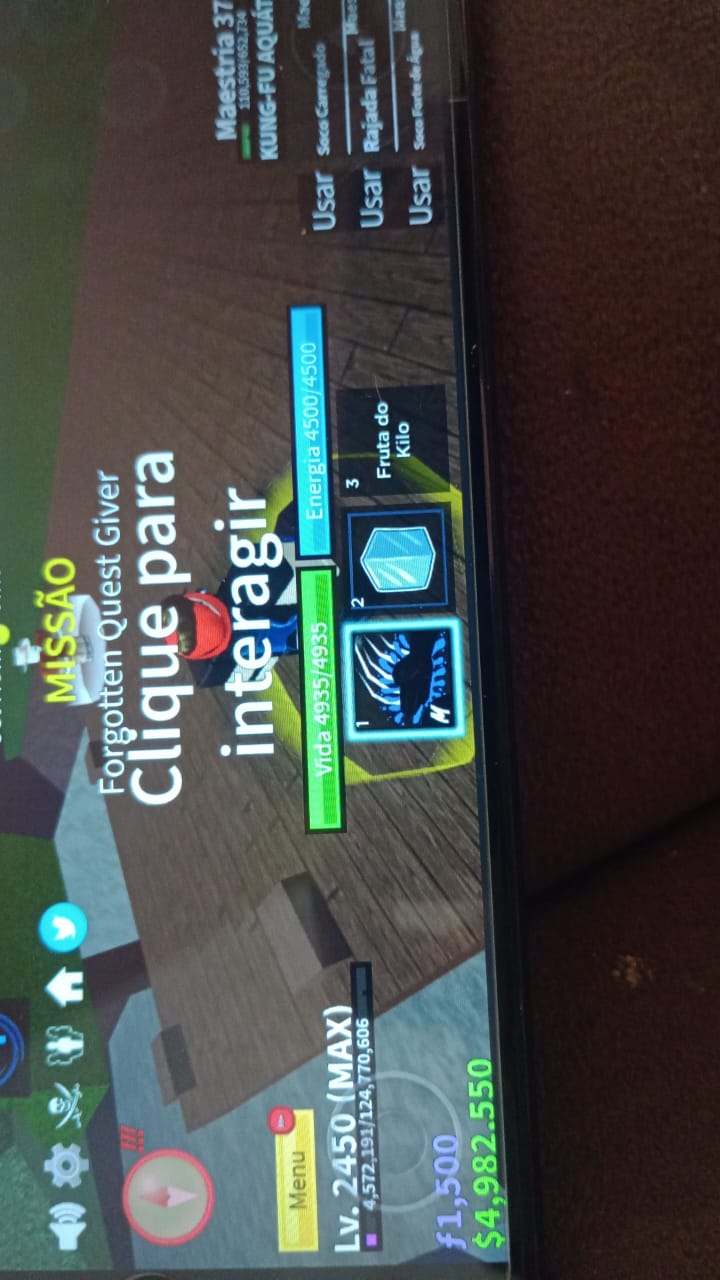 MISSÃO
Forgotten Quest Giver
Clique para
interagir
Maestria 37
110,593/652,734
KUNG-FU AQUÁT
Usar
Soco Carregado
Usar
Rajada Fatal
Usar
Soco Forte de Água
Menu
Vida 4935/4935
Energia 4500/4500
Lv. 2450 (MAX)
4,572,191/124,770,606
1
2
3
Fruta do
Kilo
ƒ1,500
$4,982.550